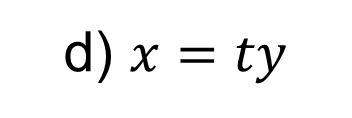 d) 𝑥 = 𝑡𝑦